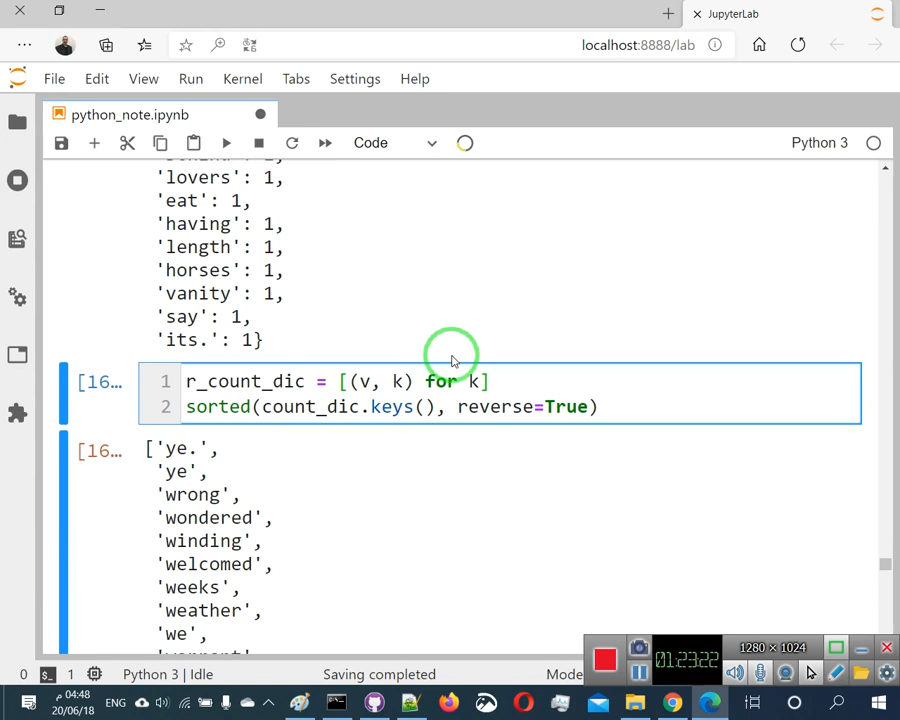 JupyterLab
localhost:8888/lab
File Edit View Run Kernel Tabs Settings Help
python_note.ipynb
Code
Python 3
'lovers': 1,
'eat': 1,
'having': 1,
'length': 1,
'horses': 1,
'vanity': 1,
'say': 1,
'its.': 1}
[16… 1 r_count_dic = [(v, k) for k]
2 sorted(count_dic.keys(), reverse=True)
[16… ['ye.',
'ye',
'wrong',
'wondered',
'winding',
'welcomed',
'weeks',
'weather',
'we',
01:23:22
1280 × 1024
0 1 Python 3 | Idle Saving completed Mode
04:48 م
20/06/18
ENG